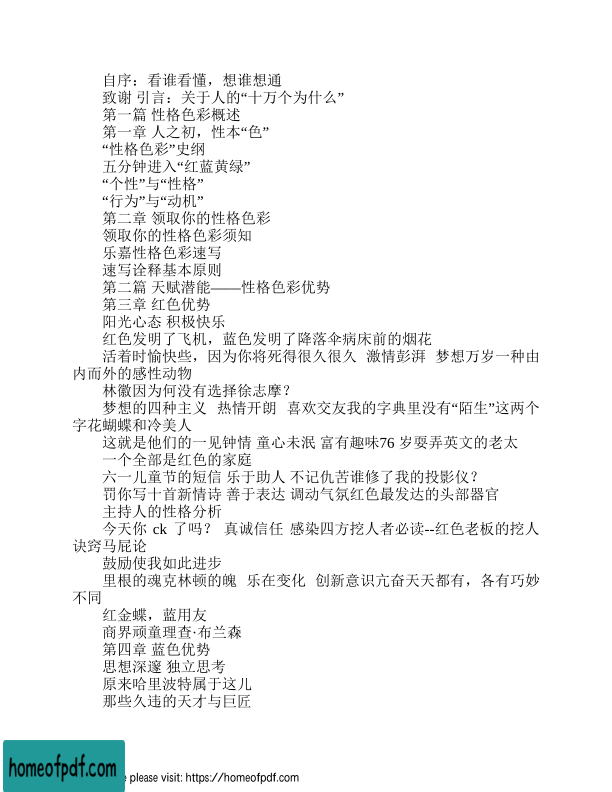 自序：看谁看懂，想谁想通
致谢 引言：关于人的“十万个为什么”
第一篇 性格色彩概述
第一章 人之初，性本“色”
“性格色彩”史纲
五分钟进入“红蓝黄绿”
“个性”与“性格”
“行为”与“动机”
第二章 领取你的性格色彩
领取你的性格色彩须知
乐嘉性格色彩速写
速写诠释基本原则
第二篇 天赋潜能——性格色彩优势
第三章 红色优势
阳光心态 积极快乐
红色发明了飞机，蓝色发明了降落伞病床前的烟花
活着时愉快些，因为你将死得很久很久 激情彭湃 梦想万岁一种由
内而外的感性动物
林徽因为何没有选择徐志摩？
梦想的四种主义 热情开朗 喜欢交友我的字典里没有“陌生”这两个
字花蝴蝶和冷美人
这就是他们的一见钟情 童心未泯 富有趣味76 岁耍弄英文的老太
一个全部是红色的家庭
六一儿童节的短信 乐于助人 不记仇苦谁修了我的投影仪？
罚你写十首新情诗 善于表达 调动气氛红色最发达的头部器官
主持人的性格分析
今天你 ck 了吗？ 真诚信任 感染四方挖人者必读--红色老板的挖人
诀窍马屁论
鼓励使我如此进步
里根的魂克林顿的魄 乐在变化 创新意识亢奋天天都有，各有巧妙
不同
红金蝶，蓝用友
商界顽童理查·布兰森
第四章 蓝色优势
思想深邃 独立思考
原来哈里波特属于这儿
那些久违的天才与巨匠
homeofpdf.com
e please visit: https://homeofpdf.com